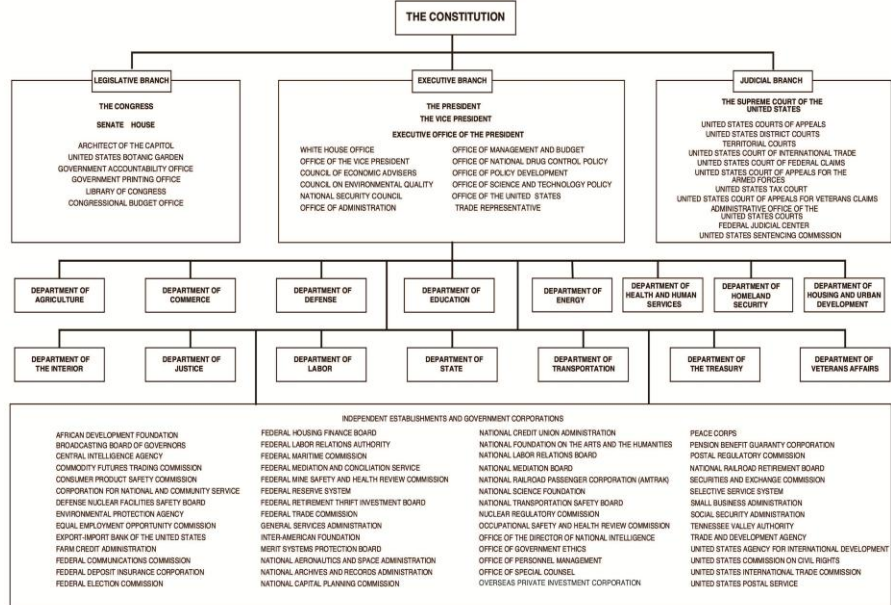 THE CONSTITUTION
LEGISLATIVE BRANCH
THE CONGRESS
SENATE HOUSE
ARCHITECT OF THE CAPITOL
UNITED STATES BOTANIC GARDEN
GOVERNMENT ACCOUNTABILITY OFFICE
GOVERNMENT PRINTING OFFICE
LIBRARY OF CONGRESS
CONGRESSIONAL BUDGET OFFICE
EXECUTIVE BRANCH
THE PRESIDENT
THE VICE PRESIDENT
EXECUTIVE OFFICE OF THE PRESIDENT
WHITE HOUSE OFFICE
OFFICE OF THE VICE PRESIDENT
COUNCIL OF ECONOMIC ADVISERS
COUNCIL ON ENVIRONMENTAL QUALITY
NATIONAL SECURITY COUNCIL
OFFICE OF ADMINISTRATION
OFFICE OF MANAGEMENT AND BUDGET
OFFICE OF NATIONAL DRUG CONTROL POLICY
OFFICE OF POLICY DEVELOPMENT
OFFICE OF SCIENCE AND TECHNOLOGY POLICY
OFFICE OF THE UNITED STATES
TRADE REPRESENTATIVE
JUDICIAL BRANCH
THE SUPREME COURT OF THE
UNITED STATES
UNITED STATES COURTS OF APPEALS
UNITED STATES DISTRICT COURTS
TERRITORIAL COURTS
UNITED STATES COURT OF INTERNATIONAL TRADE
UNITED STATES COURT OF FEDERAL CLAIMS
UNITED STATES COURT OF APPEALS FOR THE
ARMED FORCES
UNITED STATES TAX COURT
UNITED STATES COURT OF APPEALS FOR VETERANS CLAIMS
ADMINISTRATIVE OFFICE OF THE
UNITED STATES COURTS
FEDERAL JUDICIAL CENTER
UNITED STATES SENTENCING COMMISSION
DEPARTMENT OF
AGRICULTURE
DEPARTMENT OF
COMMERCE
DEPARTMENT OF
DEFENSE
DEPARTMENT OF
EDUCATION
DEPARTMENT OF
ENERGY
DEPARTMENT OF
HEALTH AND HUMAN
SERVICES
DEPARTMENT OF
HOMELAND
SECURITY
DEPARTMENT OF
HOUSING AND URBAN
DEVELOPMENT
DEPARTMENT OF
THE INTERIOR
DEPARTMENT OF
JUSTICE
DEPARTMENT OF
LABOR
DEPARTMENT OF
STATE
DEPARTMENT OF
TRANSPORTATION
DEPARTMENT OF
THE TREASURY
DEPARTMENT OF
VETERANS AFFAIRS
INDEPENDENT ESTABLISHMENTS AND GOVERNMENT CORPORATIONS
AFRICAN DEVELOPMENT FOUNDATION
BROADCASTING BOARD OF GOVERNORS
CENTRAL INTELLIGENCE AGENCY
COMMODITY FUTURES TRADING COMMISSION
CONSUMER PRODUCT SAFETY COMMISSION
CORPORATION FOR NATIONAL AND COMMUNITY SERVICE
DEFENSE NUCLEAR FACILITIES SAFETY BOARD
ENVIRONMENTAL PROTECTION AGENCY
EQUAL EMPLOYMENT OPPORTUNITY COMMISSION
EXPORT-IMPORT BANK OF THE UNITED STATES
FARM CREDIT ADMINISTRATION
FEDERAL COMMUNICATIONS COMMISSION
FEDERAL DEPOSIT INSURANCE CORPORATION
FEDERAL ELECTION COMMISSION
FEDERAL HOUSING FINANCE BOARD
FEDERAL LABOR RELATIONS AUTHORITY
FEDERAL MARITIME COMMISSION
FEDERAL MEDIATION AND CONCILIATION SERVICE
FEDERAL MINE SAFETY AND HEALTH REVIEW COMMISSION
FEDERAL RESERVE SYSTEM
FEDERAL RETIREMENT THRIFT INVESTMENT BOARD
FEDERAL TRADE COMMISSION
GENERAL SERVICES ADMINISTRATION
INTER-AMERICAN FOUNDATION
MERIT SYSTEMS PROTECTION BOARD
NATIONAL AERONAUTICS AND SPACE ADMINISTRATION
NATIONAL ARCHIVES AND RECORDS ADMINISTRATION
NATIONAL CAPITAL PLANNING COMMISSION
NATIONAL CREDIT UNION ADMINISTRATION
NATIONAL FOUNDATION ON THE ARTS AND THE HUMANITIES
NATIONAL LABOR RELATIONS BOARD
NATIONAL MEDIATION BOARD
NATIONAL RAILROAD PASSENGER CORPORATION (AMTRAK)
NATIONAL SCIENCE FOUNDATION
NATIONAL TRANSPORTATION SAFETY BOARD
NUCLEAR REGULATORY COMMISSION
OCCUPATIONAL SAFETY AND HEALTH REVIEW COMMISSION
OFFICE OF THE DIRECTOR OF NATIONAL INTELLIGENCE
OFFICE OF GOVERNMENT ETHICS
OFFICE OF PERSONNEL MANAGEMENT
OFFICE OF SPECIAL COUNSEL
OVERSEAS PRIVATE INVESTMENT CORPORATION
PEACE CORPS
PENSION BENEFIT GUARANTY CORPORATION
POSTAL REGULATORY COMMISSION
NATIONAL RAILROAD RETIREMENT BOARD
SECURITIES AND EXCHANGE COMMISSION
SELECTIVE SERVICE SYSTEM
SMALL BUSINESS ADMINISTRATION
SOCIAL SECURITY ADMINISTRATION
TENNESSEE VALLEY AUTHORITY
TRADE AND DEVELOPMENT AGENCY
UNITED STATES AGENCY FOR INTERNATIONAL DEVELOPMENT
UNITED STATES COMMISSION ON CIVIL RIGHTS
UNITED STATES INTERNATIONAL TRADE COMMISSION
UNITED STATES POSTAL SERVICE